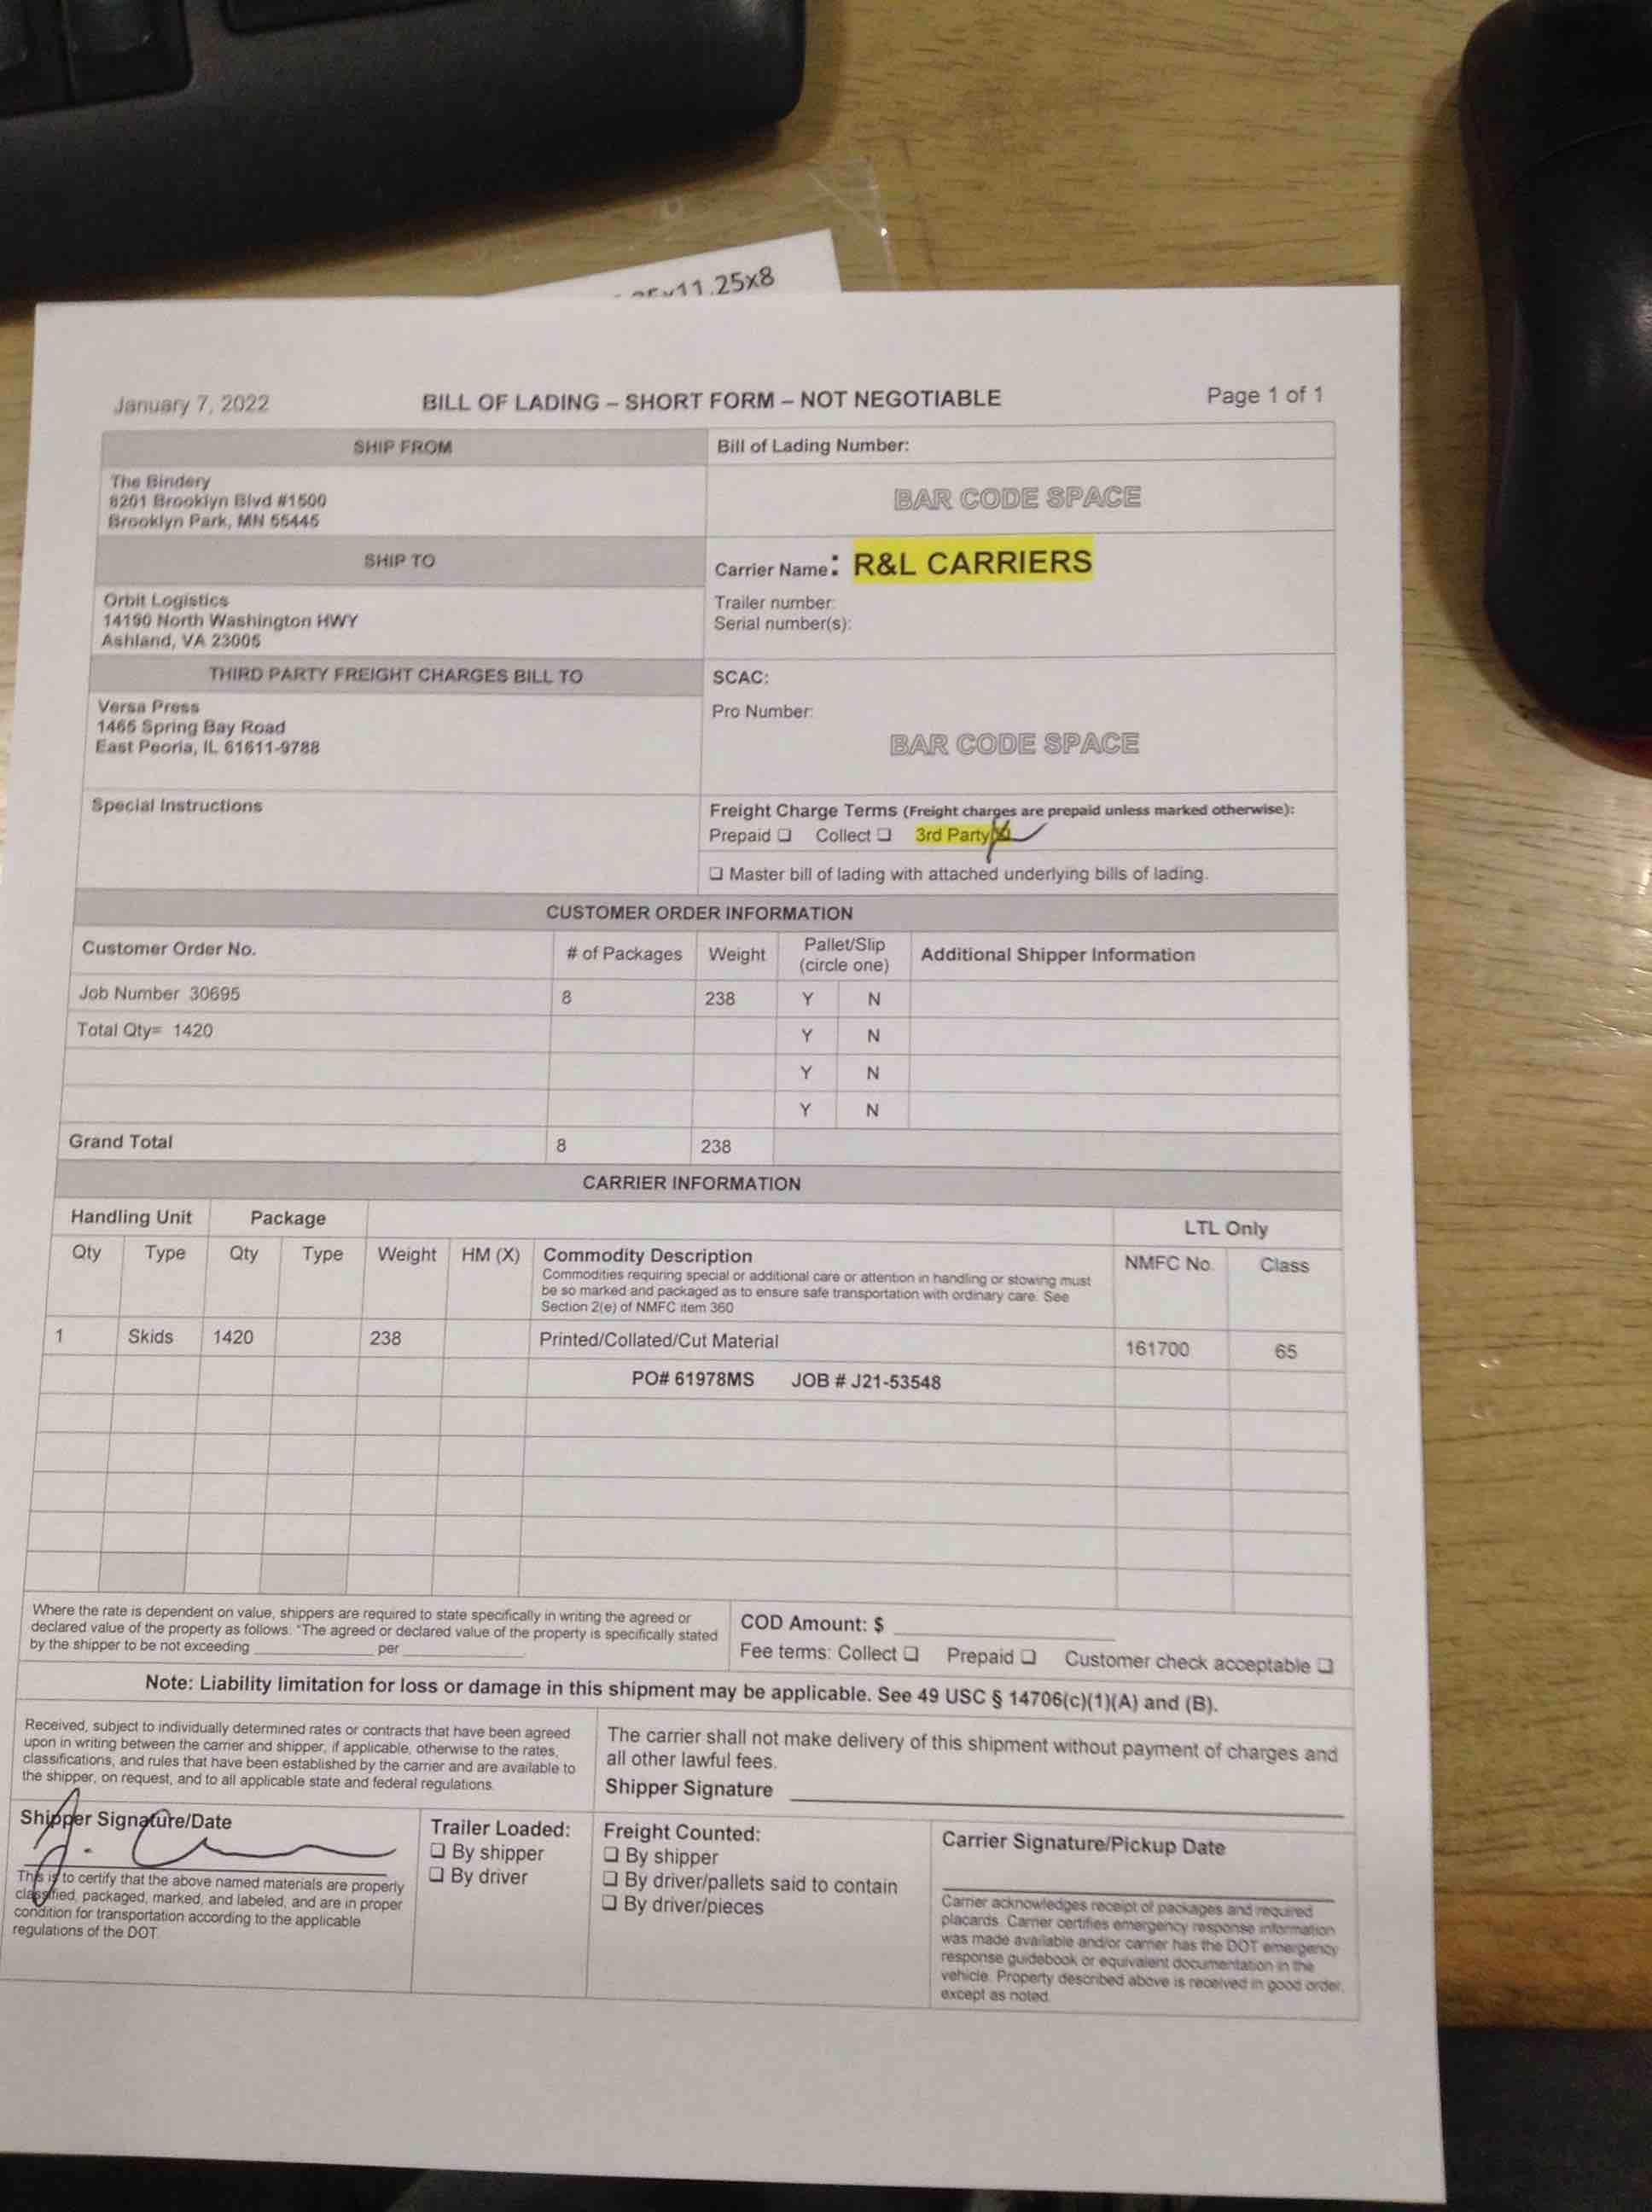 25x11.25x8
January 7, 2022
BILL OF LADING – SHORT FORM – NOT NEGOTIABLE
Page 1 of 1
SHIP FROM
Bill of Lading Number:
The Bindery
8201 Brooklyn Blvd #1500
Brooklyn Park, MN 55445
BAR CODE SPACE
SHIP TO
Carrier Name: R&L CARRIERS
Trailer number:
Serial number(s):
Orbit Logistics
14190 North Washington HWY
Ashland, VA 23005
THIRD PARTY FREIGHT CHARGES BILL TO
SCAC:
Pro Number:
BAR CODE SPACE
Versa Press
1465 Spring Bay Road
East Peoria, IL 61611-9788
Special Instructions
Freight Charge Terms (Freight charges are prepaid unless marked otherwise):
Prepaid ❑ Collect ❑ 3rd Party ☒
❑ Master bill of lading with attached underlying bills of lading.
CUSTOMER ORDER INFORMATION
Customer Order No. # of Packages Weight Pallet/Slip (circle one) Additional Shipper Information
Job Number 30695 8 238 Y N
Total Qty= 1420 Y N
Y N
Y N
Grand Total 8 238
CARRIER INFORMATION
Handling Unit Package LTL Only
Qty Type Qty Type Weight HM (X) Commodity Description NMFC No. Class
Commodities requiring special or additional care or attention in handling or stowing must
be so marked and packaged as to ensure safe transportation with ordinary care. See
Section 2(e) of NMFC item 360
1 Skids 1420 238 Printed/Collated/Cut Material 161700 65
PO# 61978MS JOB # J21-53548
Where the rate is dependent on value, shippers are required to state specifically in writing the agreed or
declared value of the property as follows: "The agreed or declared value of the property is specifically stated
by the shipper to be not exceeding ____ per ____.
COD Amount: $ ____
Fee terms: Collect ❑ Prepaid ❑ Customer check acceptable ❑
Note: Liability limitation for loss or damage in this shipment may be applicable. See 49 USC § 14706(c)(1)(A) and (B).
Received, subject to individually determined rates or contracts that have been agreed
upon in writing between the carrier and shipper, if applicable, otherwise to the rates,
classifications, and rules that have been established by the carrier and are available to
the shipper, on request, and to all applicable state and federal regulations.
The carrier shall not make delivery of this shipment without payment of charges and
all other lawful fees.
Shipper Signature ____
Shipper Signature/Date
This is to certify that the above named materials are properly
classified, packaged, marked, and labeled, and are in proper
condition for transportation according to the applicable
regulations of the DOT.
Trailer Loaded:
❑ By shipper
❑ By driver
Freight Counted:
❑ By shipper
❑ By driver/pallets said to contain
❑ By driver/pieces
Carrier Signature/Pickup Date
Carrier acknowledges receipt of packages and required
placards. Carrier certifies emergency response information
was made available and/or carrier has the DOT emergency
response guidebook or equivalent documentation in the
vehicle. Property described above is received in good order,
except as noted.